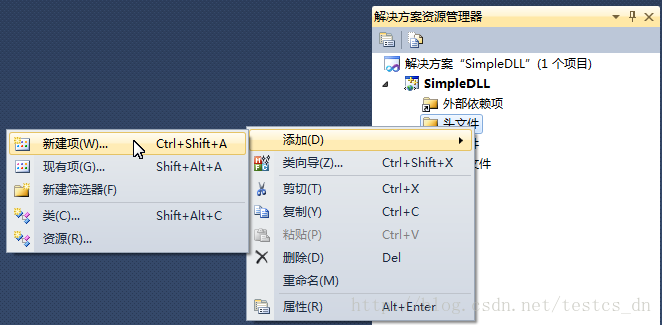 解决方案资源管理器
解决方案“SimpleDLL”(1 个项目)
SimpleDLL
外部依赖项
头文件
件
文件
添加(D)
类向导(Z)... Ctrl+Shift+X
剪切(T) Ctrl+X
复制(Y) Ctrl+C
粘贴(P) Ctrl+V
删除(D) Del
重命名(M)
属性(R) Alt+Enter
新建项(W)... Ctrl+Shift+A
现有项(G)... Shift+Alt+A
新建筛选器(F)
类(C)... Shift+Alt+C
资源(R)...
http://blog.csdn.net/testcs_dn